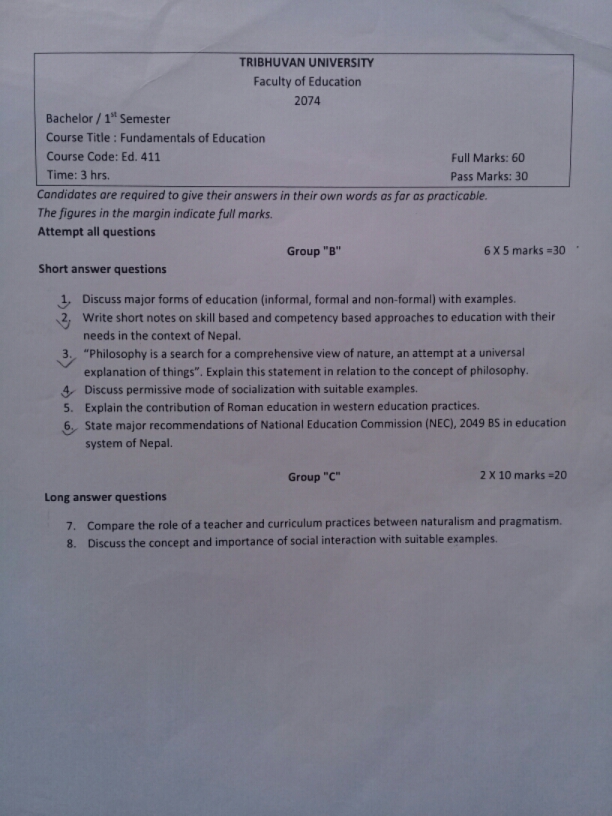 TRIBHUVAN UNIVERSITY
Faculty of Education
2074
Bachelor / 1st Semester
Course Title : Fundamentals of Education
Course Code: Ed. 411 Full Marks: 60
Time: 3 hrs. Pass Marks: 30
Candidates are required to give their answers in their own words as far as practicable.
The figures in the margin indicate full marks.
Attempt all questions
Group "B" 6 X 5 marks =30
Short answer questions
1. Discuss major forms of education (informal, formal and non-formal) with examples.
2. Write short notes on skill based and competency based approaches to education with their
needs in the context of Nepal.
3. “Philosophy is a search for a comprehensive view of nature, an attempt at a universal
explanation of things”. Explain this statement in relation to the concept of philosophy.
4. Discuss permissive mode of socialization with suitable examples.
5. Explain the contribution of Roman education in western education practices.
6. State major recommendations of National Education Commission (NEC), 2049 BS in education
system of Nepal.
Group "C" 2 X 10 marks =20
Long answer questions
7. Compare the role of a teacher and curriculum practices between naturalism and pragmatism.
8. Discuss the concept and importance of social interaction with suitable examples.